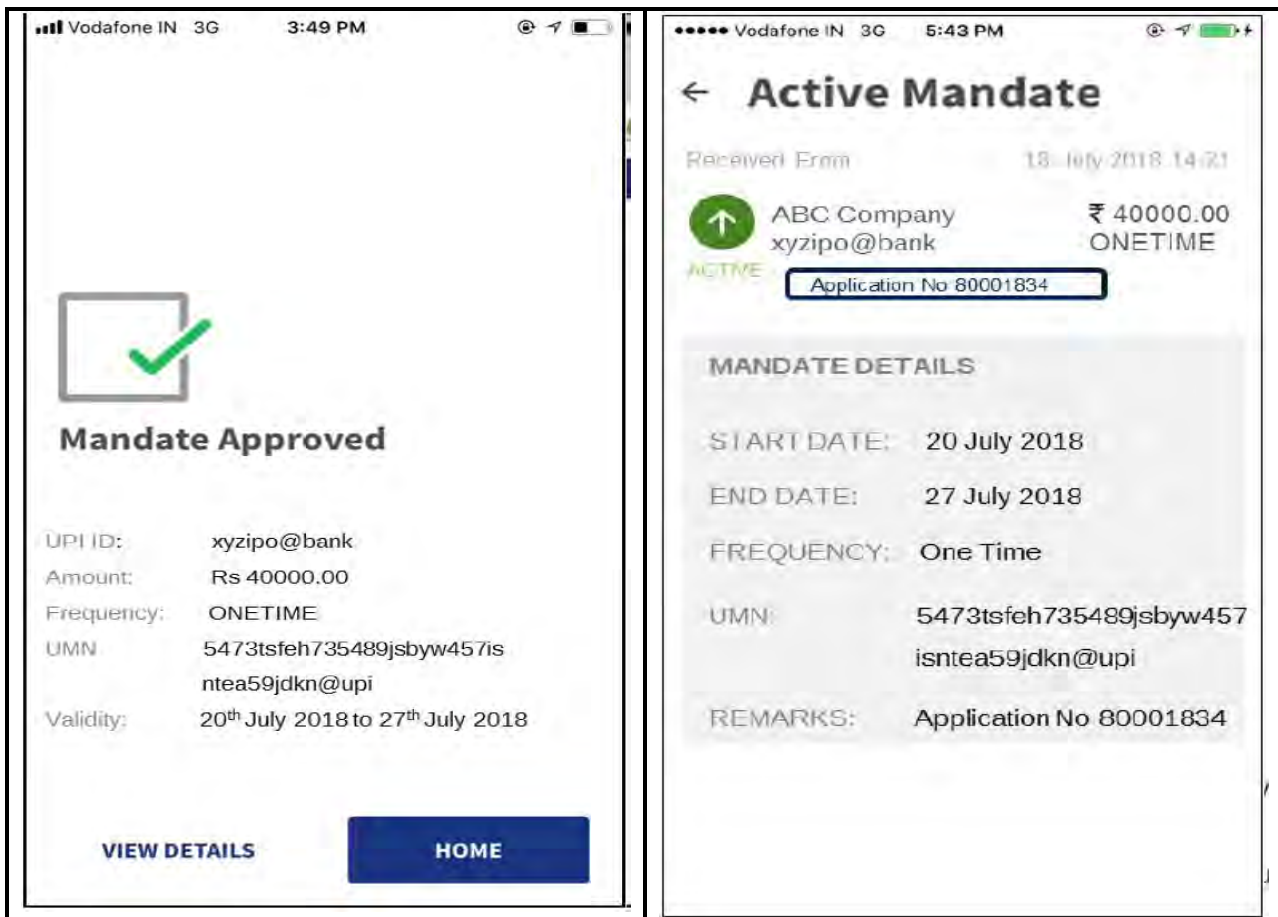 Vodafone IN 3G 3:49 PM
Mandate Approved
UPI ID: xyzipo@bank
Amount: Rs 40000.00
Frequency: ONETIME
UMN 5473tsfeh735489jsbyw457is
ntea59jdkn@upi
Validity: 20th July 2018 to 27th July 2018
VIEW DETAILS HOME
Vodafone IN 3G 5:43 PM
← Active Mandate
Received From 18 July 2018 14:21
ABC Company ₹ 40000.00
xyzipo@bank ONETIME
ACTIVE
Application No 80001834
MANDATE DETAILS
START DATE: 20 July 2018
END DATE: 27 July 2018
FREQUENCY: One Time
UMN: 5473tsfeh735489jsbyw457
isntea59jdkn@upi
REMARKS: Application No 80001834